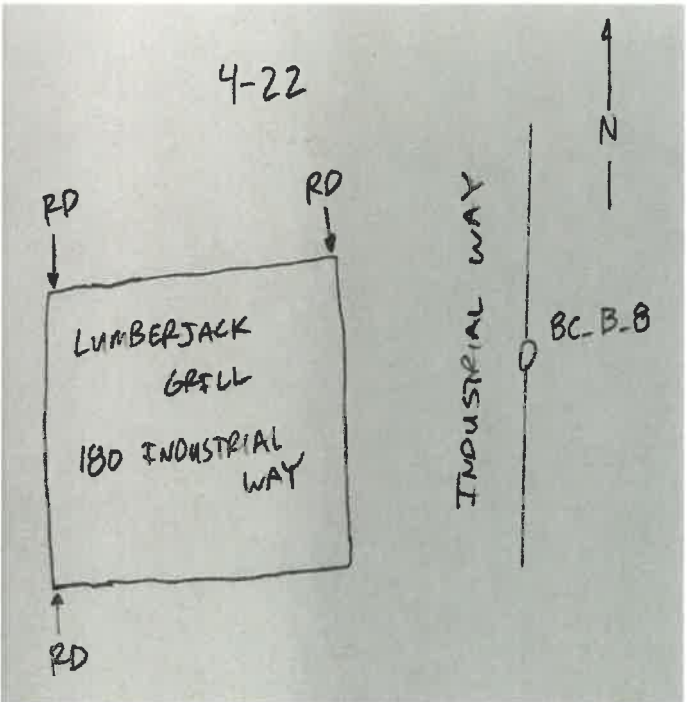 4-22
N
RD
RD
INDUSTRIAL WAY
BC_B_8
LUMBERJACK
GRILL
180 INDUSTRIAL
WAY
RD